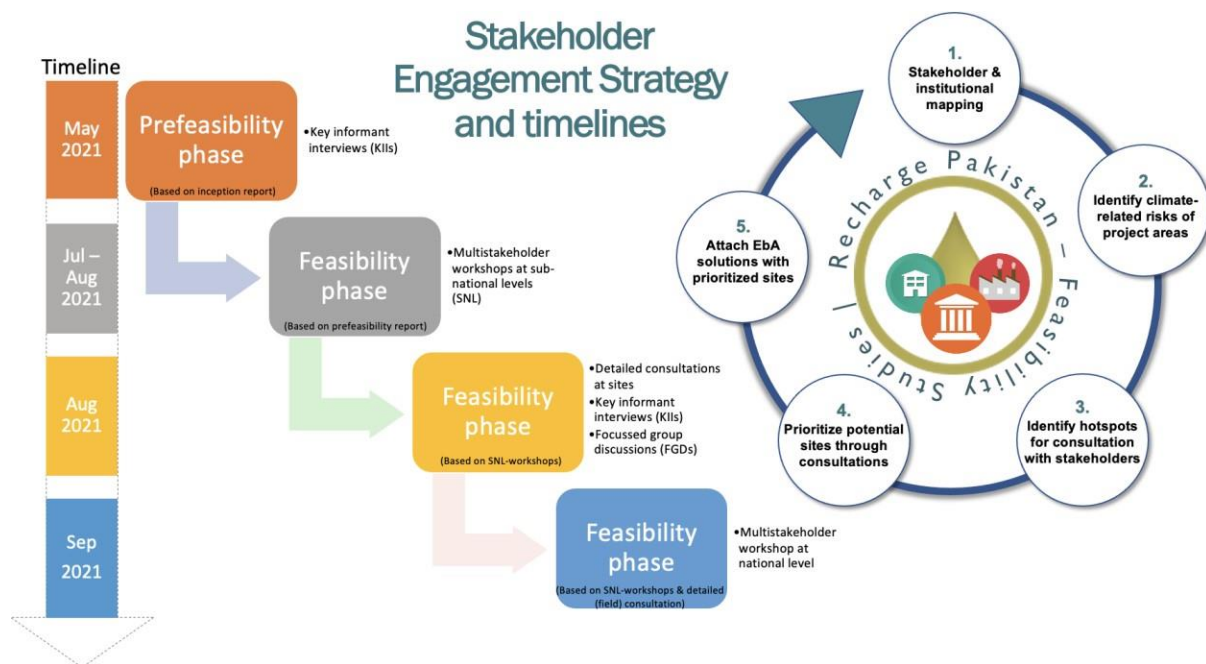 Stakeholder
Engagement Strategy
and timelines
Timeline
May
2021
Prefeasibility
phase
(Based on inception report)
•Key informant
interviews (KIIs)
Jul –
Aug
2021
Feasibility
phase
(Based on prefeasibility report)
•Multistakeholder
workshops at sub-
national levels
(SNL)
Aug
2021
Feasibility
phase
(Based on SNL-workshops)
•Detailed consultations
at sites
•Key informant
interviews (KIIs)
•Focussed group
discussions (FGDs)
Sep
2021
Feasibility
phase
(Based on SNL-workshops & detailed
(field) consultation)
•Multistakeholder
workshop at
national level
1.
Stakeholder &
institutional
mapping
2.
Identify climate-
related risks of
project areas
3.
Identify hotspots
for consultation
with stakeholders
4.
Prioritize potential
sites through
consultations
5.
Attach EbA
solutions with
prioritized sites
| Recharge Pakistan – Feasibility Studies